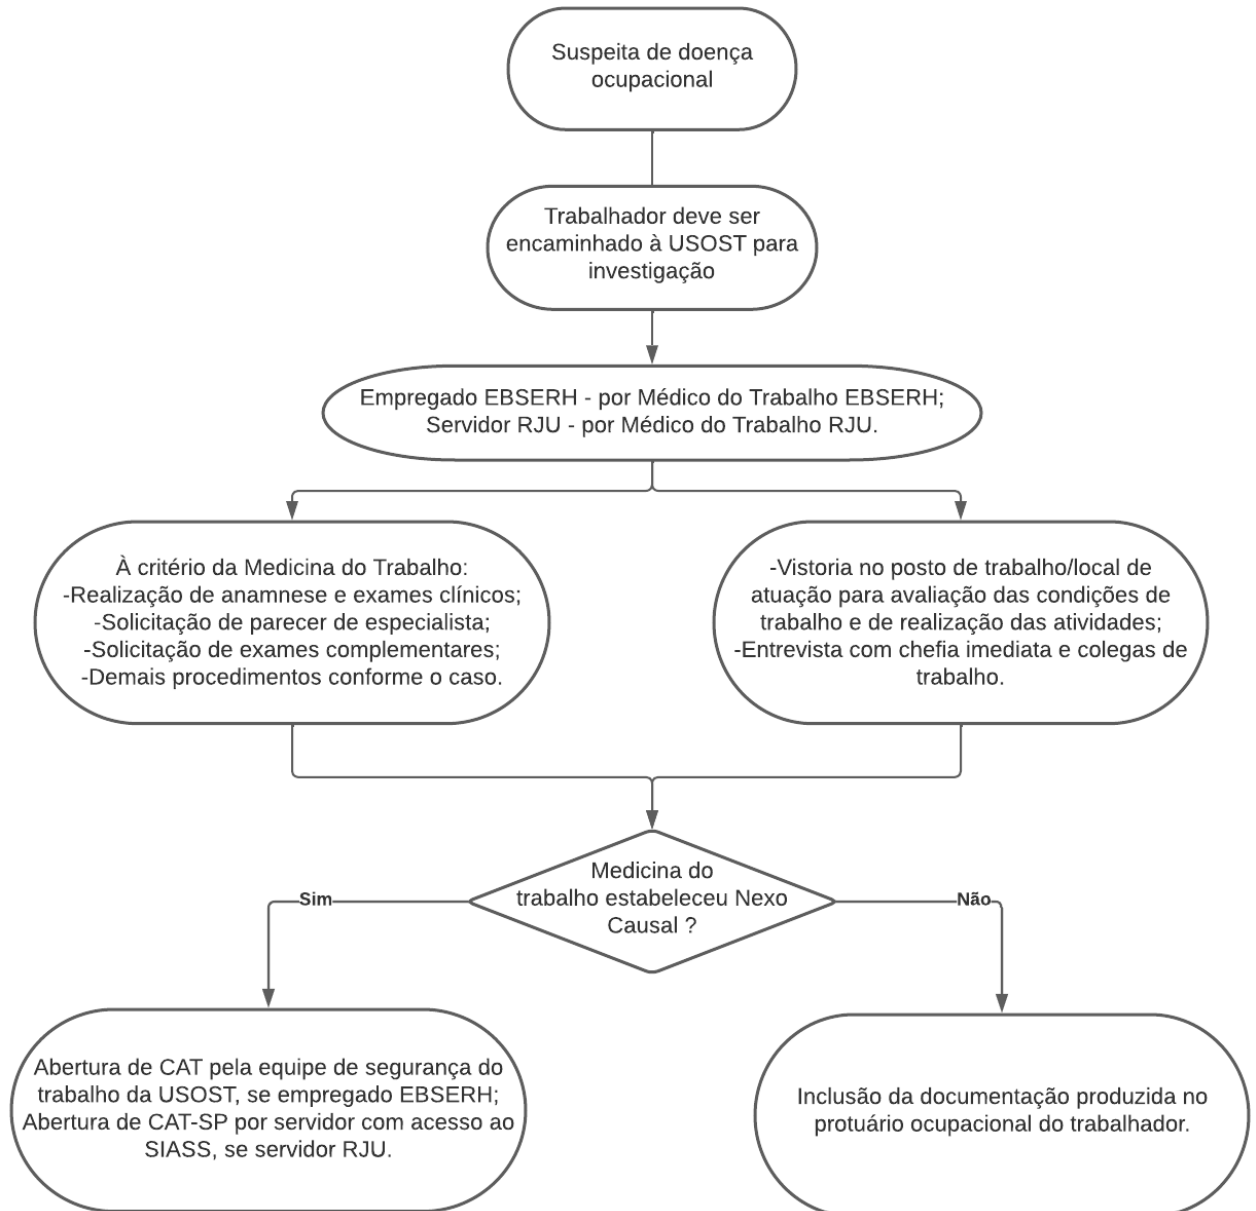 Suspeita de doença
ocupacional
Trabalhador deve ser
encaminhado à USOST para
investigação
Empregado EBSERH - por Médico do Trabalho EBSERH;
Servidor RJU - por Médico do Trabalho RJU.
À critério da Medicina do Trabalho:
-Realização de anamnese e exames clínicos;
-Solicitação de parecer de especialista;
-Solicitação de exames complementares;
-Demais procedimentos conforme o caso.
-Vistoria no posto de trabalho/local de
atuação para avaliação das condições de
trabalho e de realização das atividades;
-Entrevista com chefia imediata e colegas de
trabalho.
Medicina do
trabalho estabeleceu Nexo
Causal ?
Sim
Não
Abertura de CAT pela equipe de segurança do
trabalho da USOST, se empregado EBSERH;
Abertura de CAT-SP por servidor com acesso ao
SIASS, se servidor RJU.
Inclusão da documentação produzida no
protuário ocupacional do trabalhador.